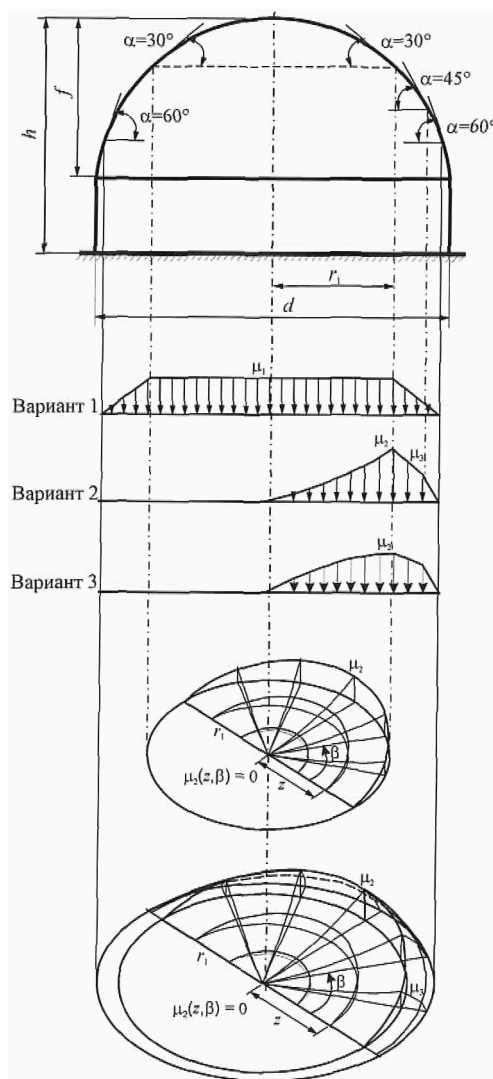 α=30° α=30°
α=45°
α=60° α=60°
f
h
r₁
d
μ₁
Вариант 1
μ₂
μ₃
Вариант 2
μ₂
Вариант 3
μ₂
r₁
β
μ₂(z,β) = 0
z
μ₂
r₁
β
μ₃
μ₂(z,β) = 0
z